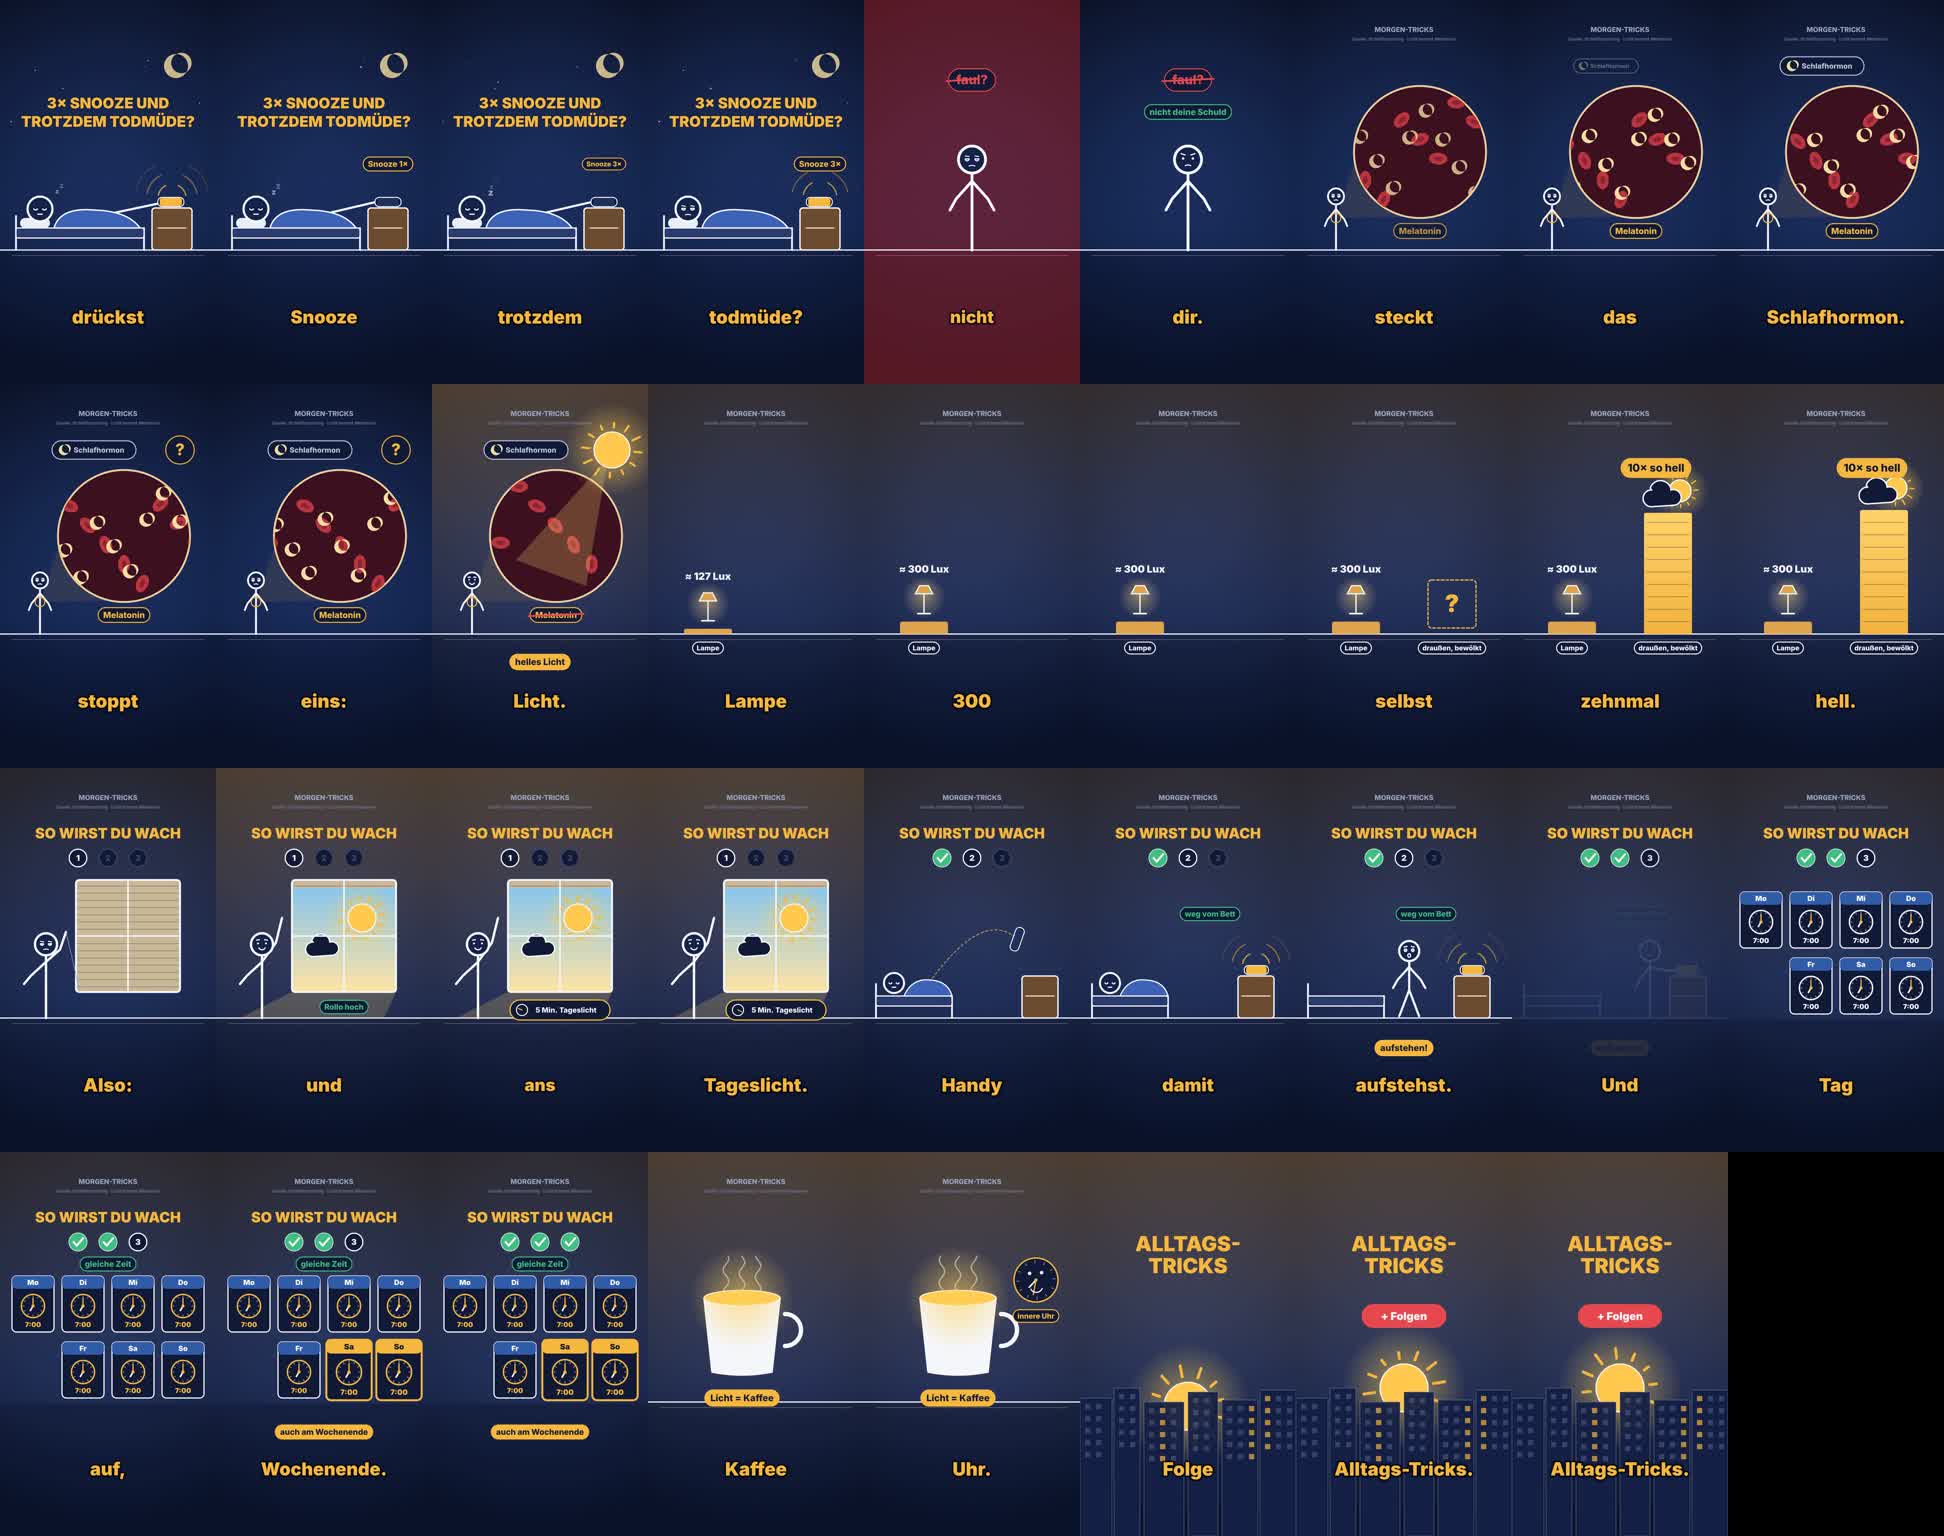 3× SNOOZE UND
TROTZDEM TODMÜDE?
drückst
3× SNOOZE UND
TROTZDEM TODMÜDE?
Snooze 1×
Snooze
3× SNOOZE UND
TROTZDEM TODMÜDE?
Snooze 3×
trotzdem
3× SNOOZE UND
TROTZDEM TODMÜDE?
Snooze 3×
todmüde?
faul?
nicht
faul?
nicht deine Schuld
dir.
MORGEN-TRICKS
Melatonin
steckt
MORGEN-TRICKS
Schlafhormon
Melatonin
das
MORGEN-TRICKS
Schlafhormon
Melatonin
Schlafhormon.
MORGEN-TRICKS
Schlafhormon
?
Melatonin
stoppt
MORGEN-TRICKS
Schlafhormon
?
Melatonin
eins:
MORGEN-TRICKS
Schlafhormon
Melatonin
helles Licht
Licht.
MORGEN-TRICKS
≈ 127 Lux
Lampe
Lampe
MORGEN-TRICKS
≈ 300 Lux
Lampe
300
MORGEN-TRICKS
≈ 300 Lux
Lampe
MORGEN-TRICKS
≈ 300 Lux
?
Lampe
draußen, bewölkt
selbst
MORGEN-TRICKS
10× so hell
≈ 300 Lux
Lampe
draußen, bewölkt
zehnmal
MORGEN-TRICKS
10× so hell
≈ 300 Lux
Lampe
draußen, bewölkt
hell.
MORGEN-TRICKS
SO WIRST DU WACH
1 2 3
Also:
MORGEN-TRICKS
SO WIRST DU WACH
1 2 3
Rollo hoch
und
MORGEN-TRICKS
SO WIRST DU WACH
1 2 3
5 Min. Tageslicht
ans
MORGEN-TRICKS
SO WIRST DU WACH
1 2 3
5 Min. Tageslicht
Tageslicht.
MORGEN-TRICKS
SO WIRST DU WACH
2 3
Handy
MORGEN-TRICKS
SO WIRST DU WACH
2 3
weg vom Bett
damit
MORGEN-TRICKS
SO WIRST DU WACH
2 3
weg vom Bett
aufstehen!
aufstehst.
MORGEN-TRICKS
SO WIRST DU WACH
3
Und
MORGEN-TRICKS
SO WIRST DU WACH
3
Mo Di Mi Do
7:00 7:00 7:00 7:00
Fr Sa So
7:00 7:00 7:00
Tag
MORGEN-TRICKS
SO WIRST DU WACH
3
gleiche Zeit
Mo Di Mi Do
7:00 7:00 7:00 7:00
Fr Sa So
7:00 7:00 7:00
auf,
MORGEN-TRICKS
SO WIRST DU WACH
3
gleiche Zeit
Mo Di Mi Do
7:00 7:00 7:00 7:00
Fr Sa So
7:00 7:00 7:00
auch am Wochenende
Wochenende.
MORGEN-TRICKS
SO WIRST DU WACH
gleiche Zeit
Mo Di Mi Do
7:00 7:00 7:00 7:00
Fr Sa So
7:00 7:00 7:00
auch am Wochenende
MORGEN-TRICKS
Licht = Kaffee
Kaffee
MORGEN-TRICKS
innere Uhr
Licht = Kaffee
Uhr.
ALLTAGS-
TRICKS
Folge
ALLTAGS-
TRICKS
+ Folgen
Alltags-Tricks.
ALLTAGS-
TRICKS
+ Folgen
Alltags-Tricks.